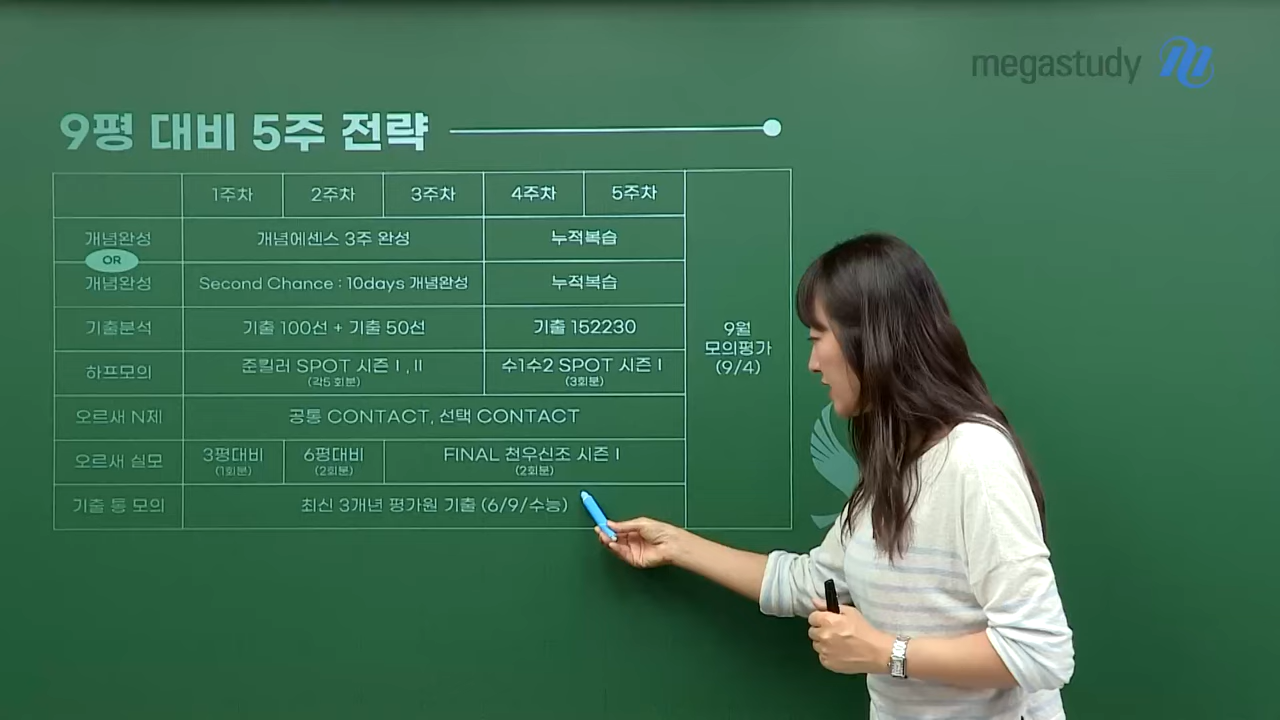 megastudy
9평 대비 5주 전략
1주차 2주차 3주차 4주차 5주차
개념완성 개념에센스 3주 완성 누적복습
OR
개념완성 Second Chance : 10days 개념완성 누적복습
기출분석 기출 100선 + 기출 50선 기출 152230
하프모의 준킬러 SPOT 시즌 I , II 수1수2 SPOT 시즌 I
(각5 회분) (3회분)
오르새 N제 공통 CONTACT, 선택 CONTACT
오르새 실모 3평대비 6평대비 FINAL 천우신조 시즌 I
(1회분) (2회분) (2회분)
기출 통 모의 최신 3개년 평가원 기출 (6/9/수능)
9월
모의평가
(9/4)